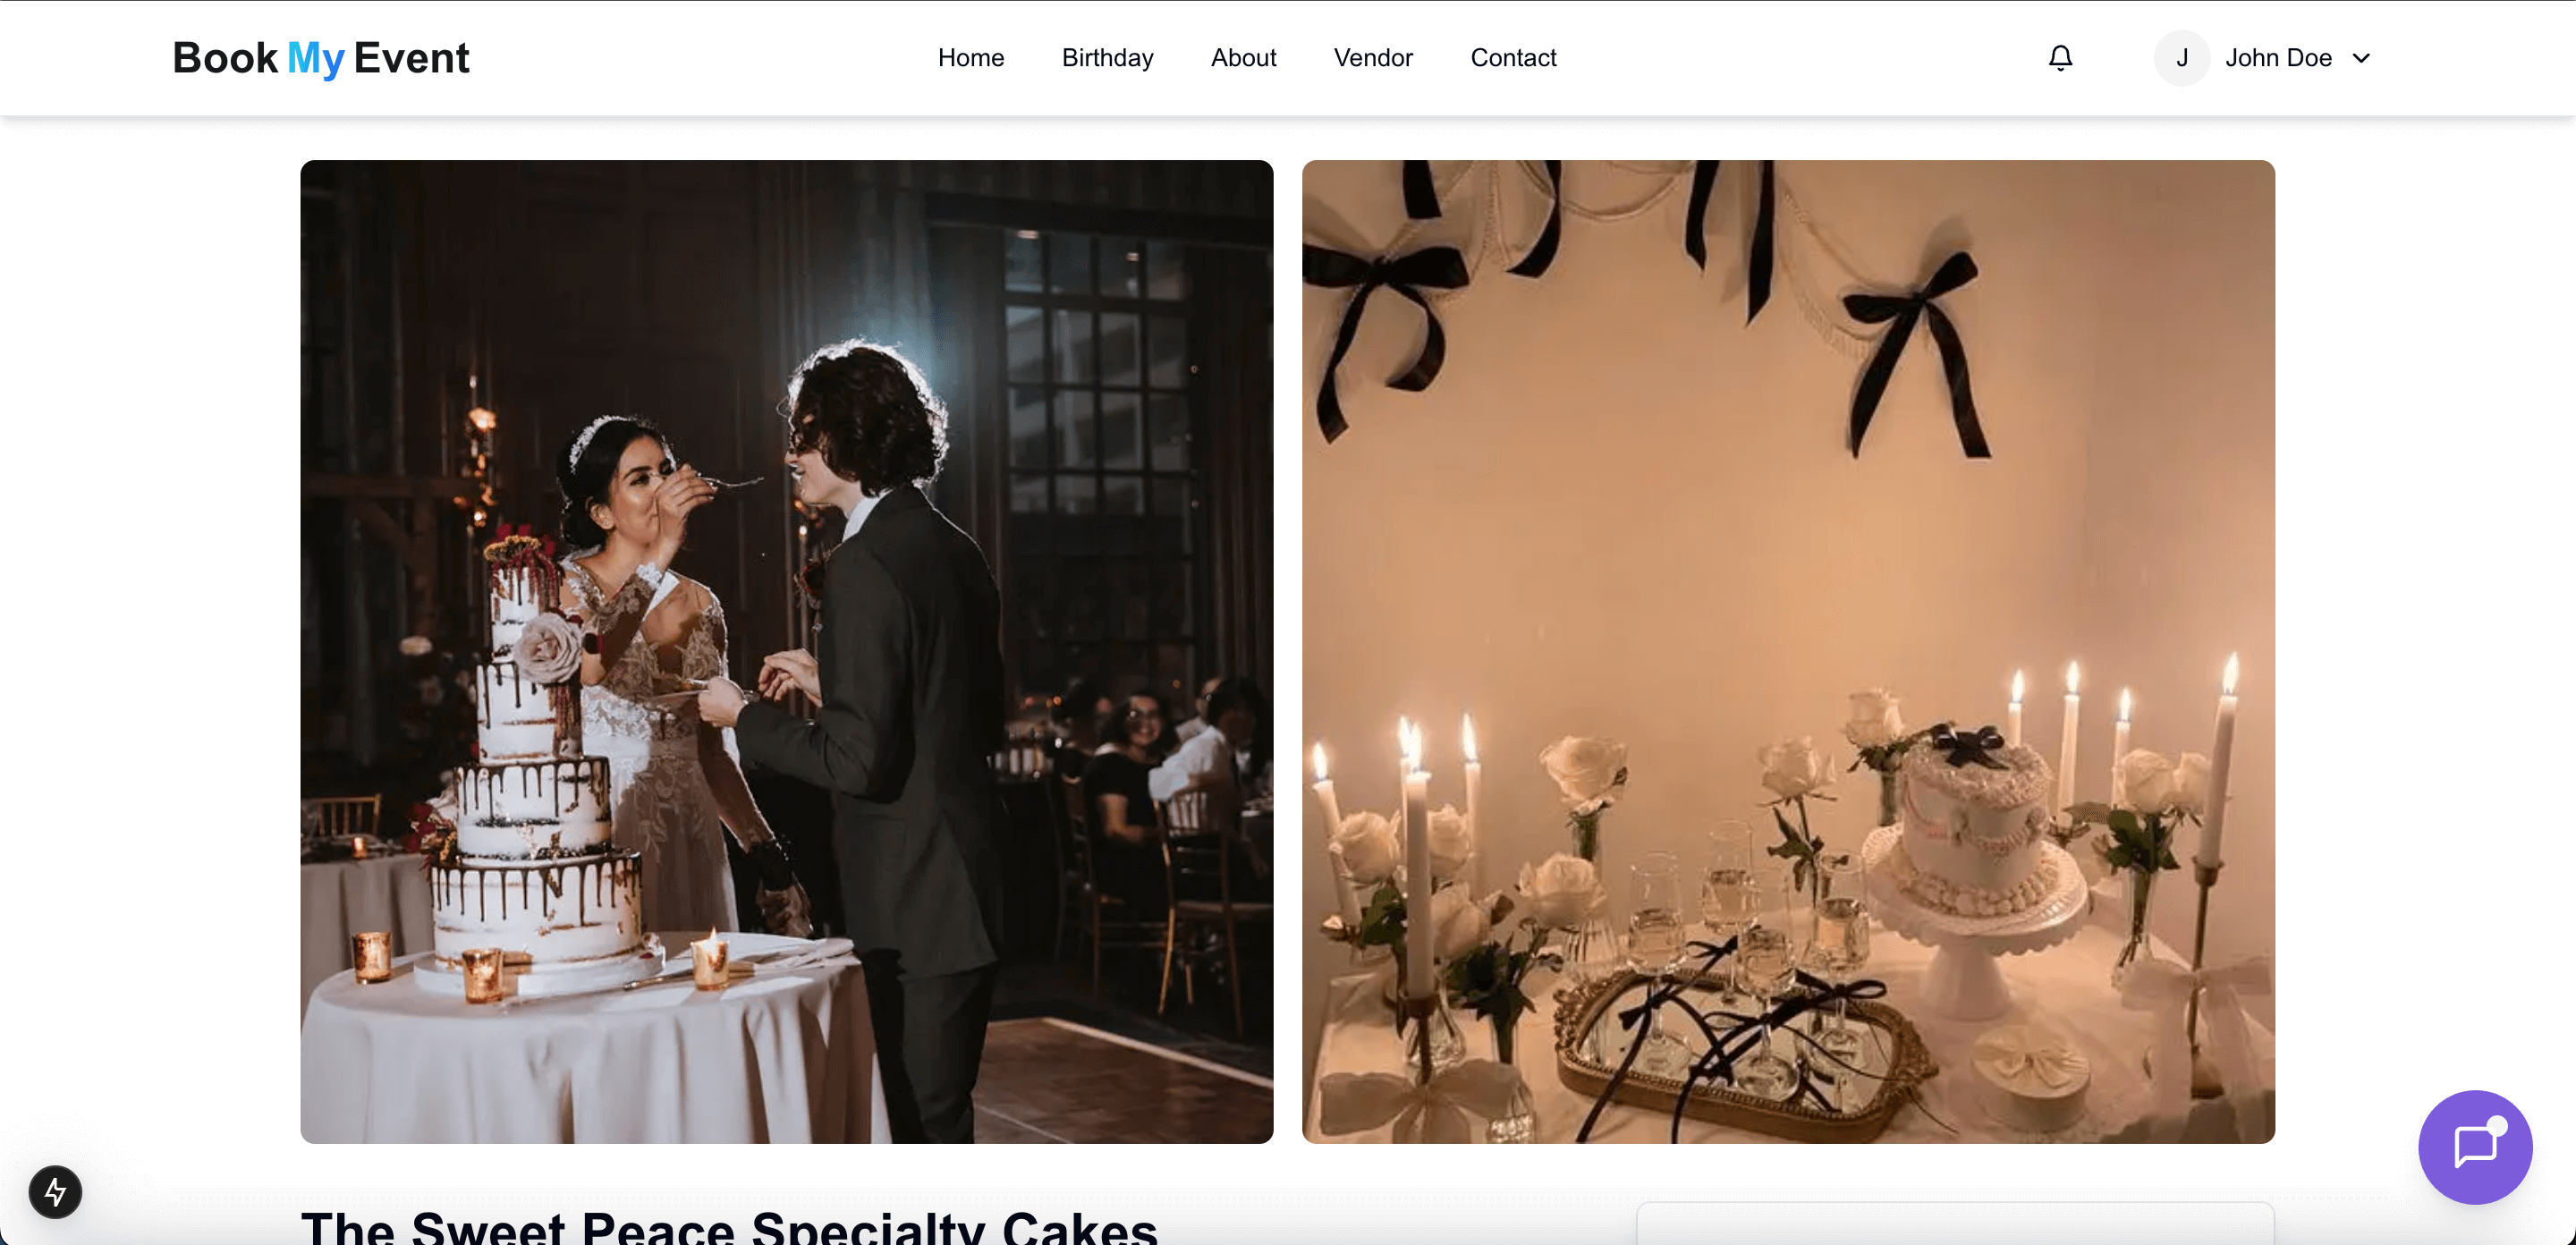 Book My Event
Home Birthday About Vendor Contact
J John Doe
The Sweet Peace Specialty Cakes